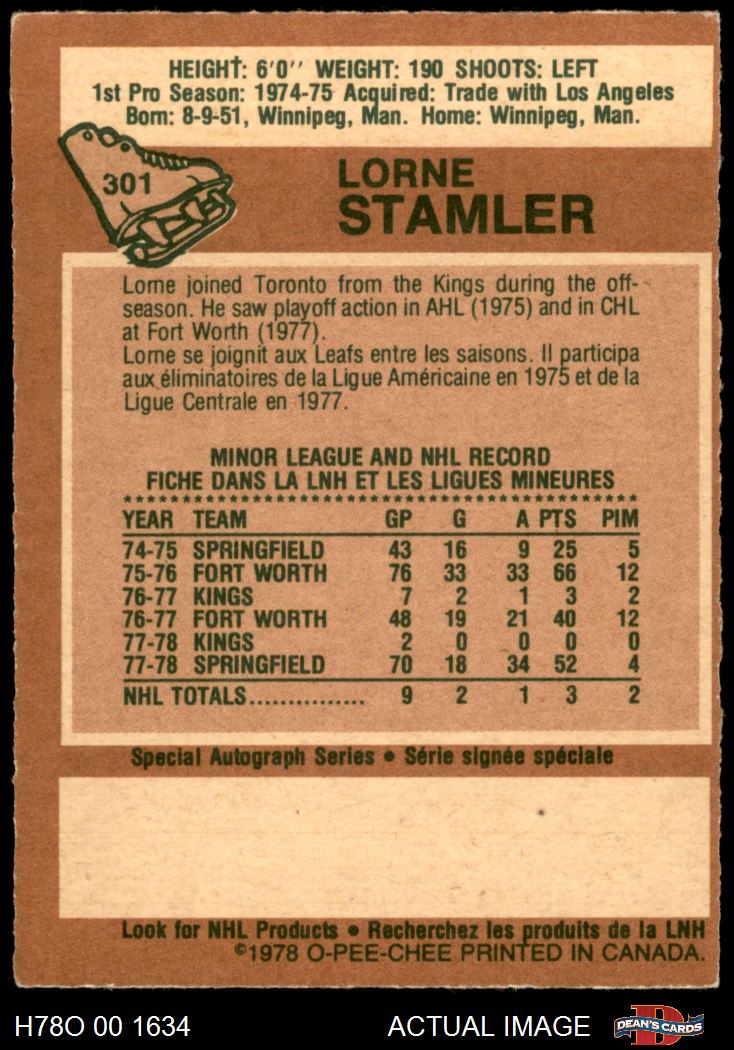 HEIGHT: 6'0'' WEIGHT: 190 SHOOTS: LEFT
1st Pro Season: 1974-75 Acquired: Trade with Los Angeles
Born: 8-9-51, Winnipeg, Man. Home: Winnipeg, Man.
301
LORNE
STAMLER
Lorne joined Toronto from the Kings during the off-
season. He saw playoff action in AHL (1975) and in CHL
at Fort Worth (1977).
Lorne se joignit aux Leafs entre les saisons. Il participa
aux éliminatoires de la Ligue Américaine en 1975 et de la
Ligue Centrale en 1977.
MINOR LEAGUE AND NHL RECORD
FICHE DANS LA LNH ET LES LIGUES MINEURES
YEAR TEAM GP G A PTS PIM
74-75 SPRINGFIELD 43 16 9 25 5
75-76 FORT WORTH 76 33 33 66 12
76-77 KINGS 7 2 1 3 2
76-77 FORT WORTH 48 19 21 40 12
77-78 KINGS 2 0 0 0 0
77-78 SPRINGFIELD 70 18 34 52 4
NHL TOTALS............... 9 2 1 3 2
Special Autograph Series • Série signée spéciale
Look for NHL Products • Recherchez les produits de la LNH
©1978 O-PEE-CHEE PRINTED IN CANADA.
H78O 00 1634 ACTUAL IMAGE D DEAN'S CARDS